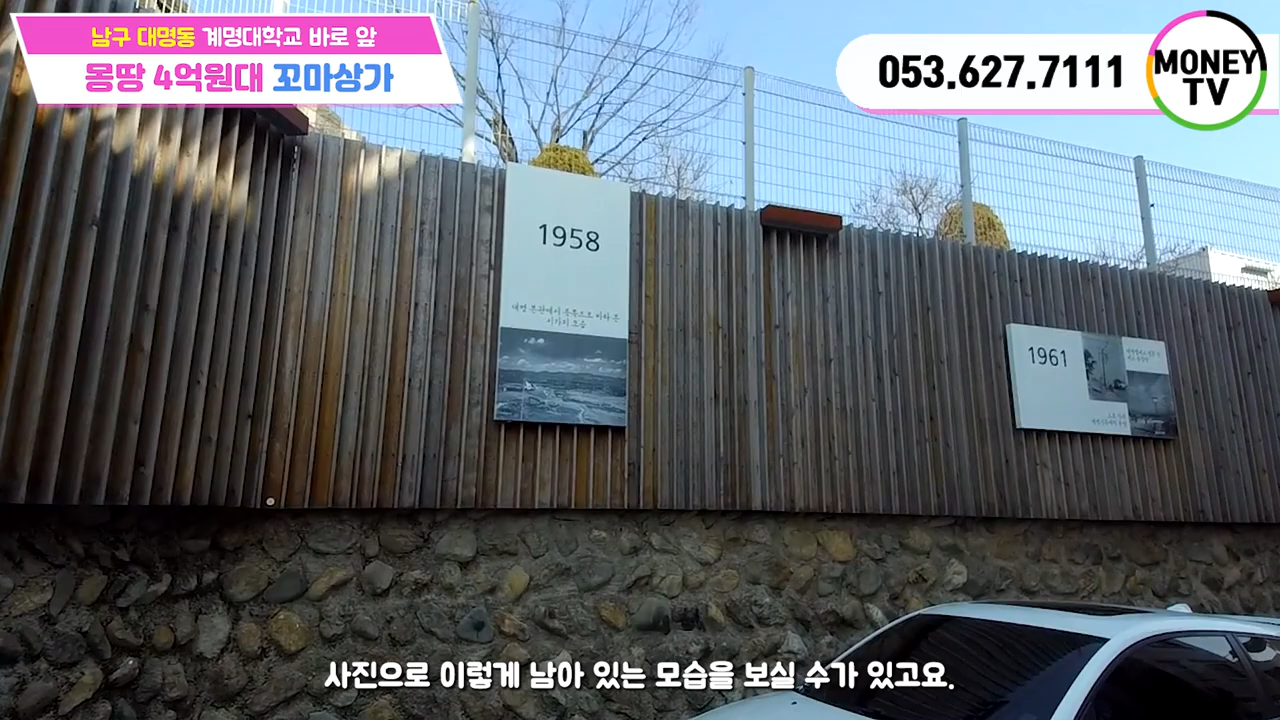 남구 대명동 계명대학교 바로 앞
몽땅 4억원대 꼬마상가
053.627.7111
MONEY
TV
1958
1961
사진으로 이렇게 남아 있는 모습을 보실 수가 있고요.